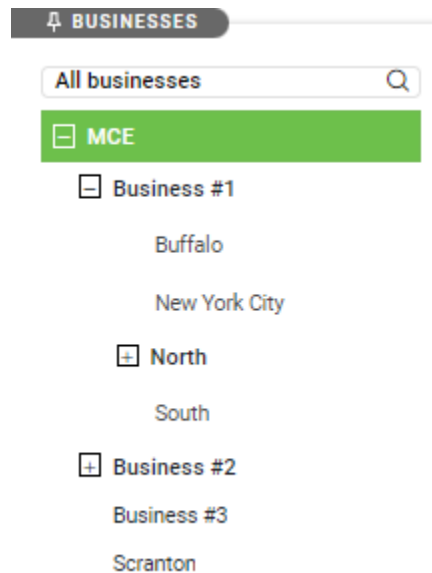 BUSINESSES
All businesses
MCE
Business #1
Buffalo
New York City
North
South
Business #2
Business #3
Scranton